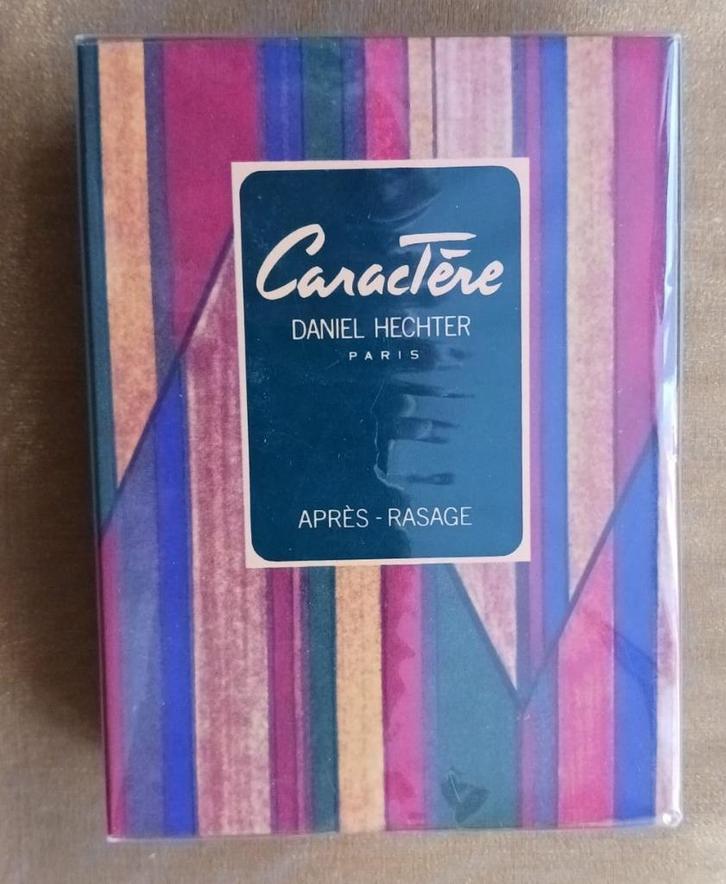 Caractère
DANIEL HECHTER
PARIS
APRÈS - RASAGE